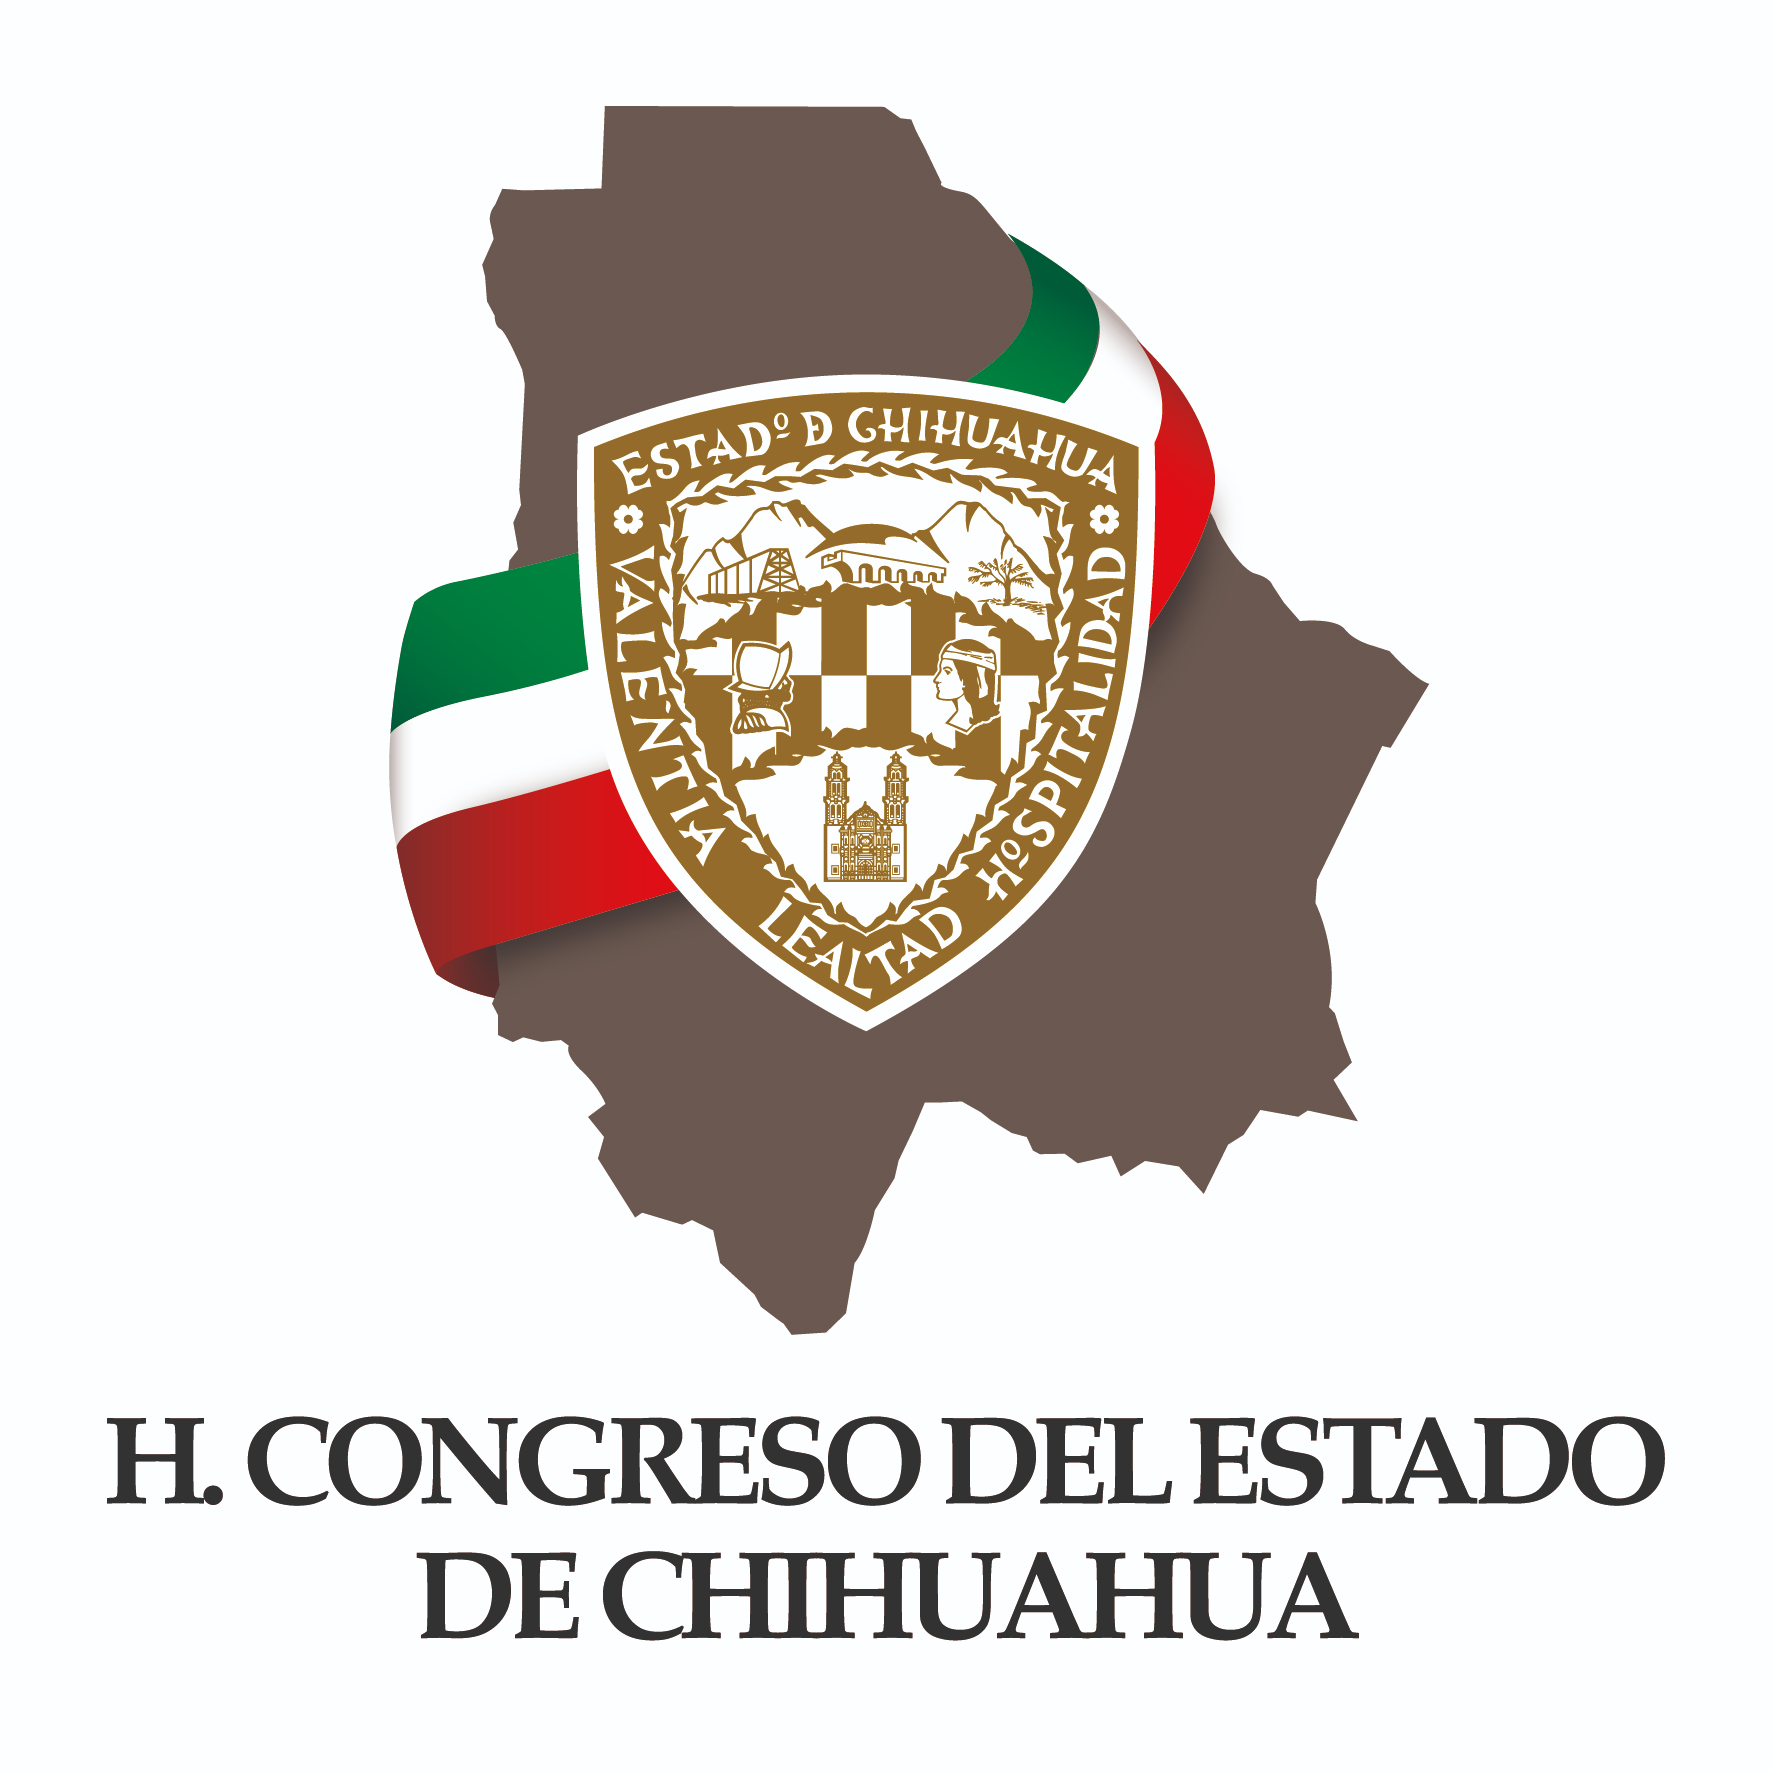 ESTADº D CHIHUAHUA
VALENTIA
LEALTAD
HºSPITALIDAD
H. CONGRESO DEL ESTADO
DE CHIHUAHUA